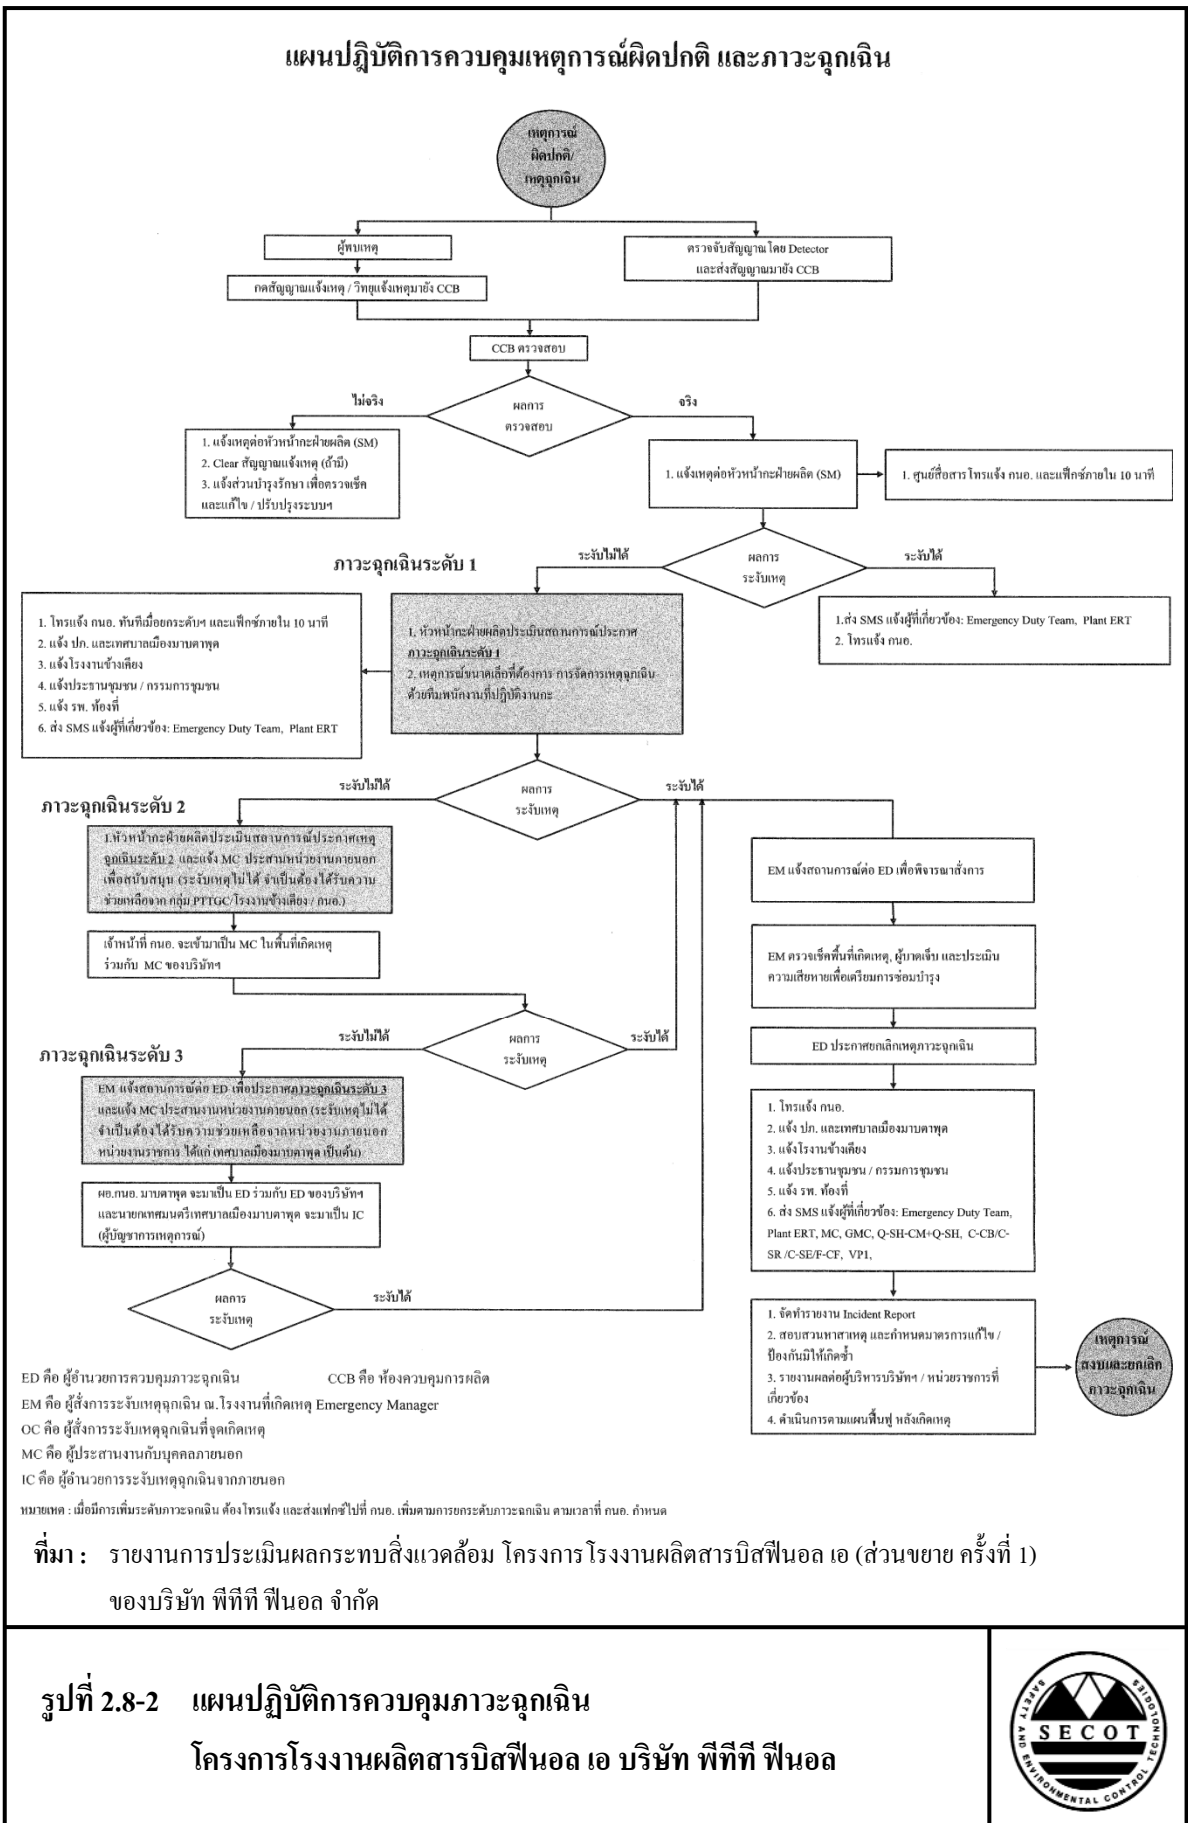 แผนปฎิบัติการควบคุมเหตุการณ์ผิดปกติ และภาวะฉุกเฉิน
เหตุการณ์
ผิดปกติ/
เหตุฉุกเฉิน
ผู้พบเหตุ
กดสัญญาณแจ้งเหตุ / วิทยุแจ้งเหตุมายัง CCB
ตรวจจับสัญญาณโดย Detector
และส่งสัญญาณมายัง CCB
CCB ตรวจสอบ
ผลการ
ตรวจสอบ
ไม่จริง
จริง
1. แจ้งเหตุต่อหัวหน้ากะฝ่ายผลิต (SM)
2. Clear สัญญาณแจ้งเหตุ (ถ้ามี)
3. แจ้งส่วนบำรุงรักษา เพื่อตรวจเช็ค
และแก้ไข / ปรับปรุงระบบฯ
1. แจ้งเหตุต่อหัวหน้ากะฝ่ายผลิต (SM)
1. ศูนย์สื่อสารโทรแจ้ง กนอ. และแฟ็กซ์ภายใน 10 นาที
ผลการ
ระงับเหตุ
ระงับไม่ได้
ระงับได้
1.ส่ง SMS แจ้งผู้ที่เกี่ยวข้อง: Emergency Duty Team, Plant ERT
2. โทรแจ้ง กนอ.
ภาวะฉุกเฉินระดับ 1
1. หัวหน้ากะฝ่ายผลิตประเมินสถานการณ์ประกาศ
ภาวะฉุกเฉินระดับ 1
2. เหตุการณ์ขนาดเล็กที่ต้องการ การจัดการเหตุฉุกเฉิน
ด้วยทีมพนักงานที่ปฏิบัติงานกะ
1. โทรแจ้ง กนอ. ทันทีเมื่อยกระดับฯ และแฟ็กซ์ภายใน 10 นาที
2. แจ้ง ปภ. และเทศบาลเมืองมาบตาพุด
3. แจ้งโรงงานข้างเคียง
4. แจ้งประธานชุมชน / กรรมการชุมชน
5. แจ้ง รพ. ท้องที่
6. ส่ง SMS แจ้งผู้ที่เกี่ยวข้อง: Emergency Duty Team, Plant ERT
ผลการ
ระงับเหตุ
ระงับไม่ได้
ระงับได้
ภาวะฉุกเฉินระดับ 2
1.หัวหน้ากะฝ่ายผลิตประเมินสถานการณ์ประกาศเหตุ
ฉุกเฉินระดับ 2 และแจ้ง MC ประสานหน่วยงานภายนอก
เพื่อสนับสนุน (ระงับเหตุไม่ได้ จำเป็นต้องได้รับความ
ช่วยเหลือจาก กลุ่ม PTTGC/โรงงานข้างเคียง / กนอ.)
เจ้าหน้าที่ กนอ. จะเข้ามาเป็น MC ในพื้นที่เกิดเหตุ
ร่วมกับ MC ของบริษัทฯ
ผลการ
ระงับเหตุ
ระงับไม่ได้
ระงับได้
ภาวะฉุกเฉินระดับ 3
EM แจ้งสถานการณ์ต่อ ED เพื่อประกาศภาวะฉุกเฉินระดับ 3
และแจ้ง MC ประสานงานหน่วยงานภายนอก (ระงับเหตุไม่ได้
จำเป็นต้องได้รับความช่วยเหลือจากหน่วยงานภายนอก
หน่วยงานราชการ ได้แก่ เทศบาลเมืองมาบตาพุด เป็นต้น)
ผอ.กนอ. มาบตาพุด จะมาเป็น ED ร่วมกับ ED ของบริษัทฯ
และนายกเทศมนตรีเทศบาลเมืองมาบตาพุด จะมาเป็น IC
(ผู้บัญชาการเหตุการณ์)
ผลการ
ระงับเหตุ
ระงับได้
EM แจ้งสถานการณ์ต่อ ED เพื่อพิจารณาสั่งการ
EM ตรวจเช็คพื้นที่เกิดเหตุ, ผู้บาดเจ็บ และประเมิน
ความเสียหายเพื่อเตรียมการซ่อมบำรุง
ED ประกาศยกเลิกเหตุภาวะฉุกเฉิน
1. โทรแจ้ง กนอ.
2. แจ้ง ปภ. และเทศบาลเมืองมาบตาพุด
3. แจ้งโรงานข้างเคียง
4. แจ้งประธานชุมชน / กรรมการชุมชน
5. แจ้ง รพ. ท้องที่
6. ส่ง SMS แจ้งผู้ที่เกี่ยวข้อง: Emergency Duty Team,
Plant ERT, MC, GMC, Q-SH-CM+Q-SH, C-CB/C-
SR /C-SE/F-CF, VP1,
1. จัดทำรายงาน Incident Report
2. สอบสวนหาสาเหตุ และกำหนดมาตรการแก้ไข /
ป้องกันมิให้เกิดซ้ำ
3. รายงานผลต่อผู้บริหารบริษัทฯ / หน่วยราชการที่
เกี่ยวข้อง
4. ดำเนินการตามแผนฟื้นฟู หลังเกิดเหตุ
เหตุการณ์
สงบและยกเลิก
ภาวะฉุกเฉิน
ED คือ ผู้อำนวยการควบคุมภาวะฉุกเฉิน CCB คือ ห้องควบคุมการผลิต
EM คือ ผู้สั่งการระงับเหตุฉุกเฉิน ณ.โรงงานที่เกิดเหตุ Emergency Manager
OC คือ ผู้สั่งการระงับเหตุฉุกเฉินที่จุดเกิดเหตุ
MC คือ ผู้ประสานงานกับบุคคลภายนอก
IC คือ ผู้อำนวยการระงับเหตุฉุกเฉินจากภายนอก
หมายเหตุ : เมื่อมีการเพิ่มระดับภาวะฉุกเฉิน ต้องโทรแจ้ง และส่งแฟกซ์ไปที่ กนอ. เพิ่มตามการยกระดับภาวะฉุกเฉิน ตามเวลาที่ กนอ. กำหนด
ที่มา : รายงานการประเมินผลกระทบสิ่งแวดล้อม โครงการโรงงานผลิตสารบิสฟีนอล เอ (ส่วนขยาย ครั้งที่ 1)
ของบริษัท พีทีที ฟีนอล จำกัด
รูปที่ 2.8-2 แผนปฏิบัติการควบคุมภาวะฉุกเฉิน
โครงการโรงงานผลิตสารบิสฟีนอล เอ บริษัท พีทีที ฟีนอล
SAFETY AND ENVIRONMENTAL CONTROL TECHNOLOGIES
SECOT